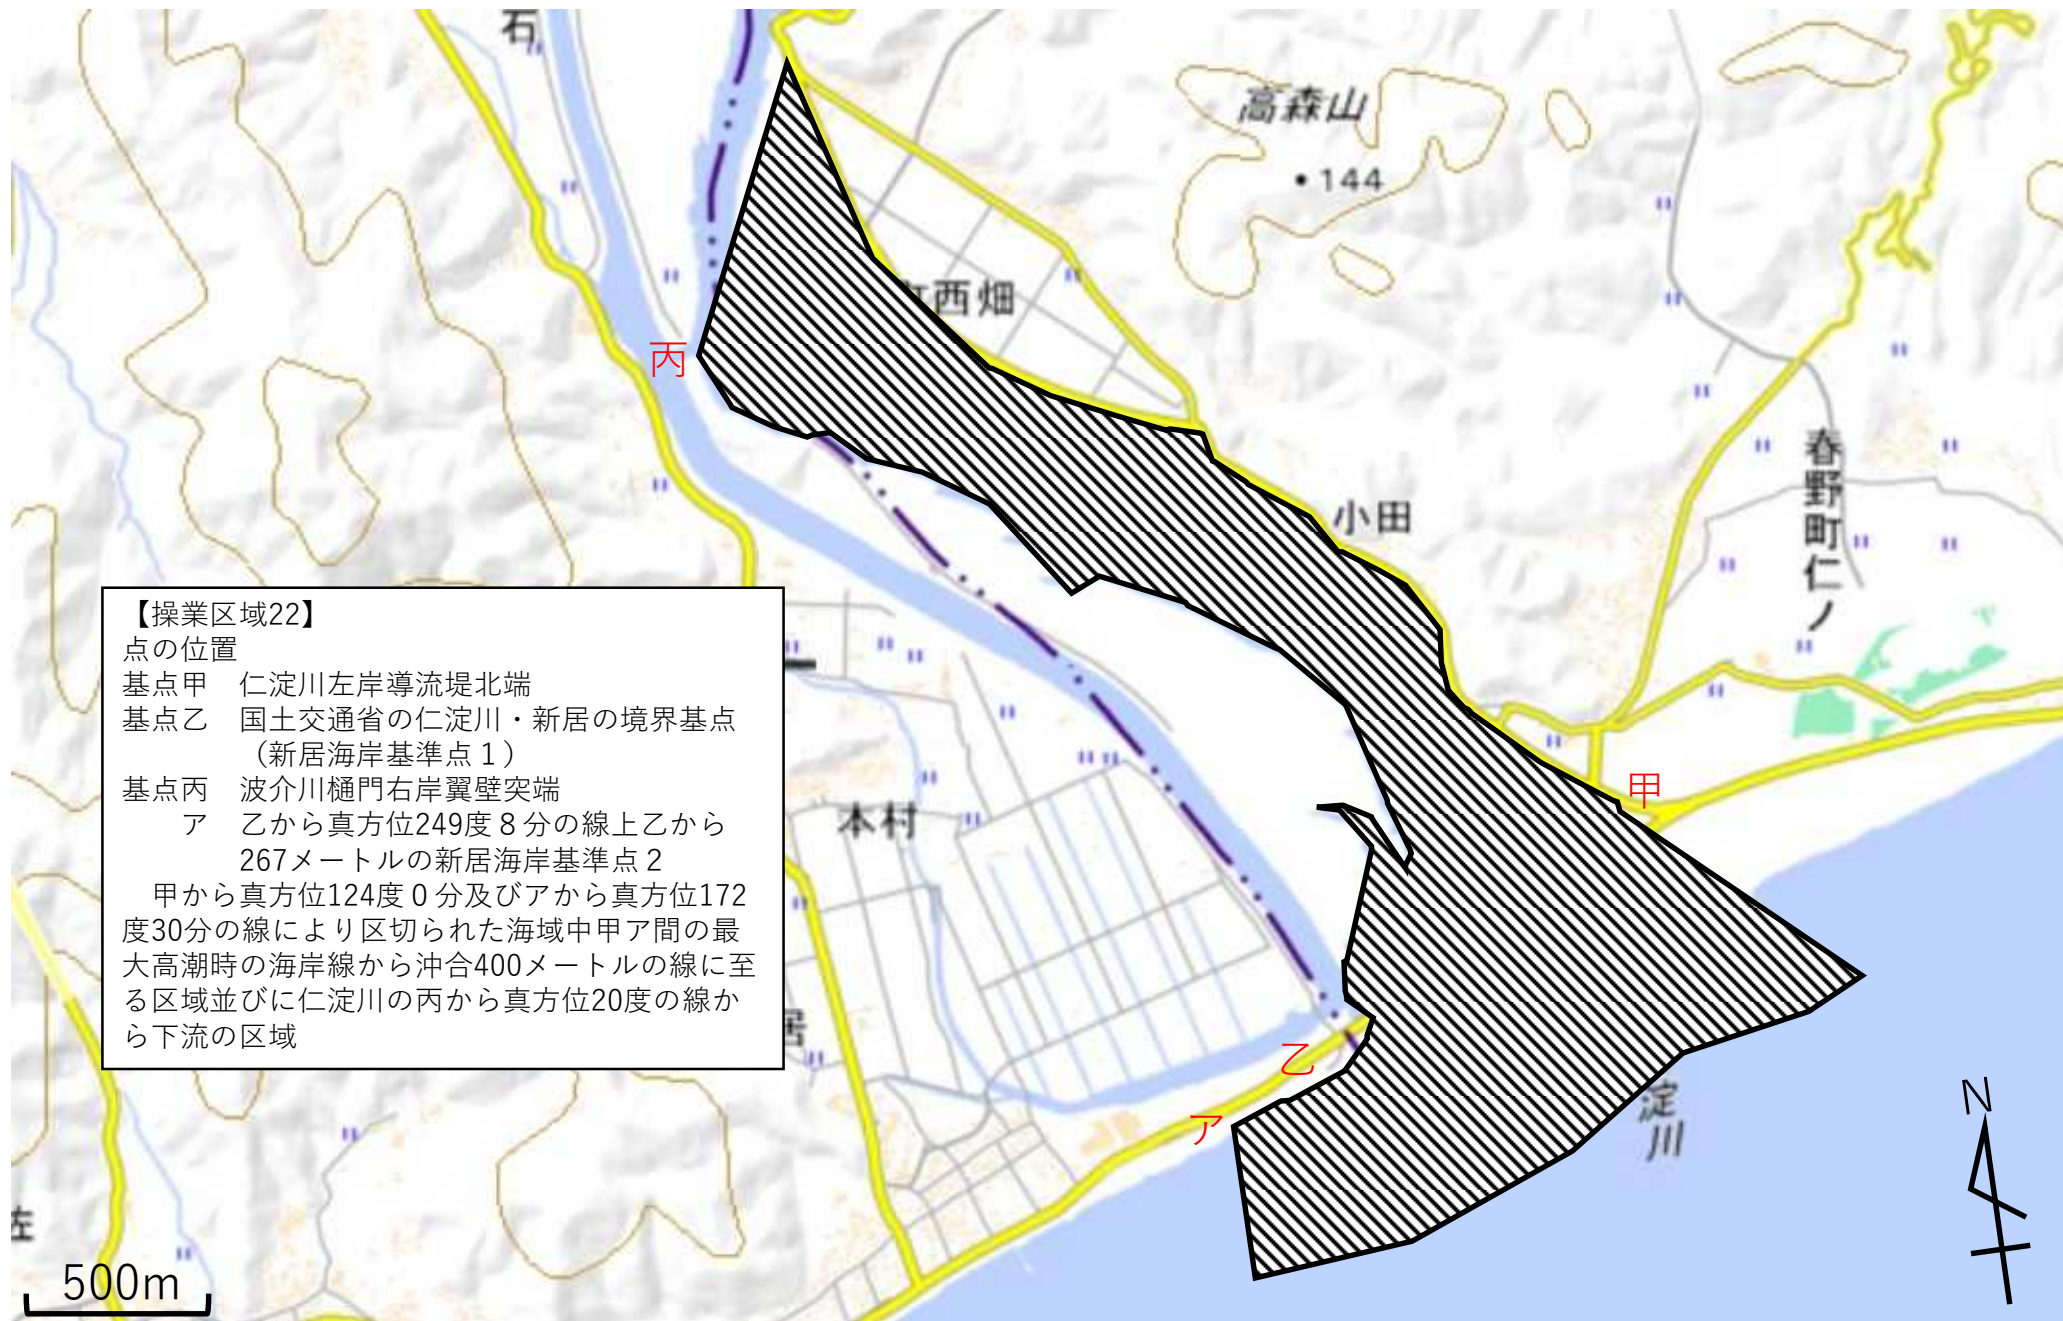 石
高森山
144
西畑
丙
小田
春野町仁ノ
【操業区域22】
点の位置
基点甲　仁淀川左岸導流堤北端
基点乙　国土交通省の仁淀川・新居の境界基点
（新居海岸基準点１）
基点丙　波介川樋門右岸翼壁突端
ア　乙から真方位249度８分の線上乙から
267メートルの新居海岸基準点２
甲から真方位124度０分及びアから真方位172
度30分の線により区切られた海域中甲ア間の最
大高潮時の海岸線から沖合400メートルの線に至
る区域並びに仁淀川の丙から真方位20度の線か
ら下流の区域
甲
本村
居
乙
ア
淀川
N
佐
500m